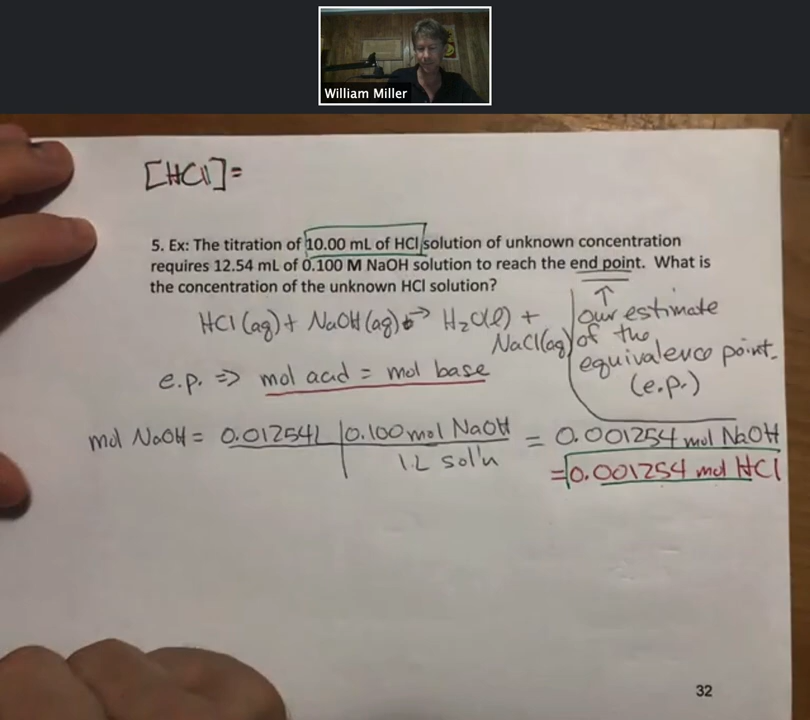 William Miller
[HCl]=
5. Ex: The titration of 10.00 mL of HCl solution of unknown concentration
requires 12.54 mL of 0.100 M NaOH solution to reach the end point. What is
the concentration of the unknown HCl solution?
HCl(aq) + NaOH(aq) → H₂O(l) +
NaCl(aq)
↑
our estimate
of the
equivalence point.
(e.p.)
e.p. => mol acid = mol base
mol NaOH = 0.01254L | 0.100 mol NaOH = 0.001254 mol NaOH
1 L sol'n
= 0.001254 mol HCl
32